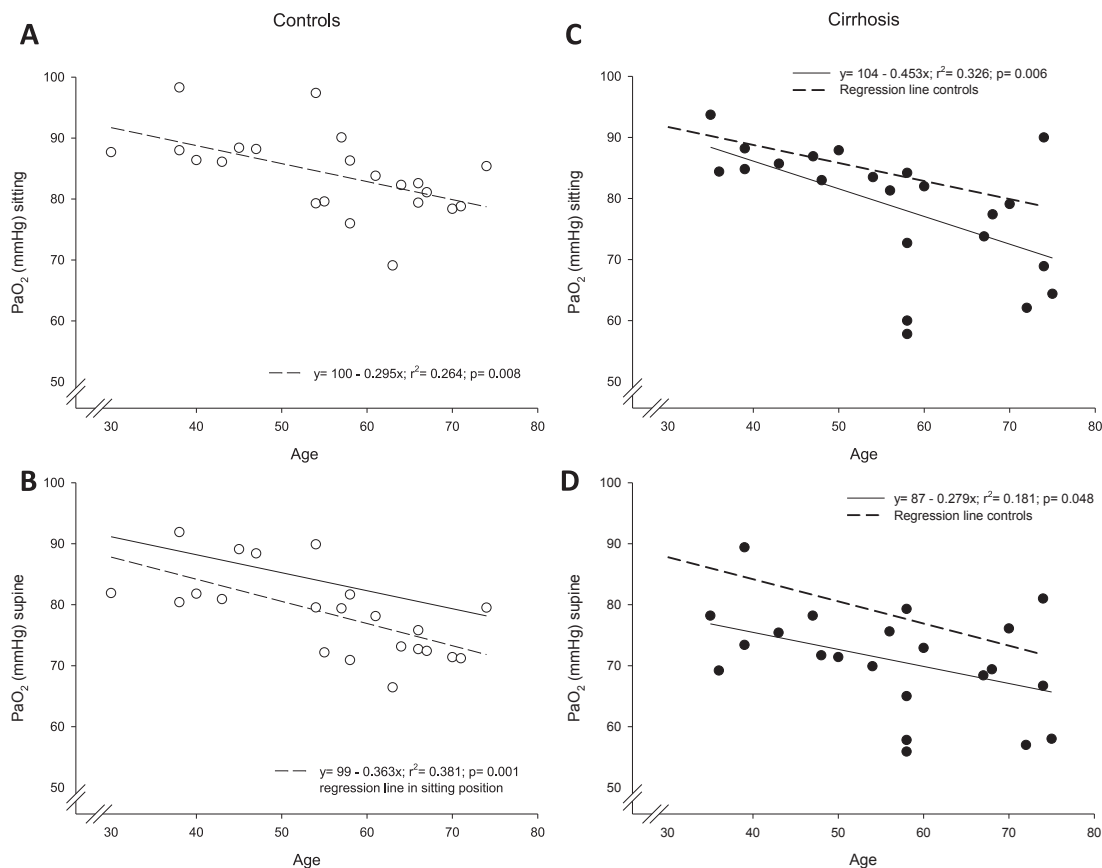 Controls
A
100
90
80
70
60
50
PaO2 (mmHg) sitting
y= 100 - 0.295x; r2= 0.264; p= 0.008
30 40 50 60 70 80
Age
Cirrhosis
C
y= 104 - 0.453x; r2= 0.326; p= 0.006
Regression line controls
100
90
80
70
60
50
PaO2 (mmHg) sitting
30 40 50 60 70 80
Age
B
100
90
80
70
60
50
PaO2 (mmHg) supine
y= 99 - 0.363x; r2= 0.381; p= 0.001
regression line in sitting position
30 40 50 60 70 80
Age
D
y= 87 - 0.279x; r2= 0.181; p= 0.048
Regression line controls
100
90
80
70
60
50
PaO2 (mmHg) supine
30 40 50 60 70 80
Age